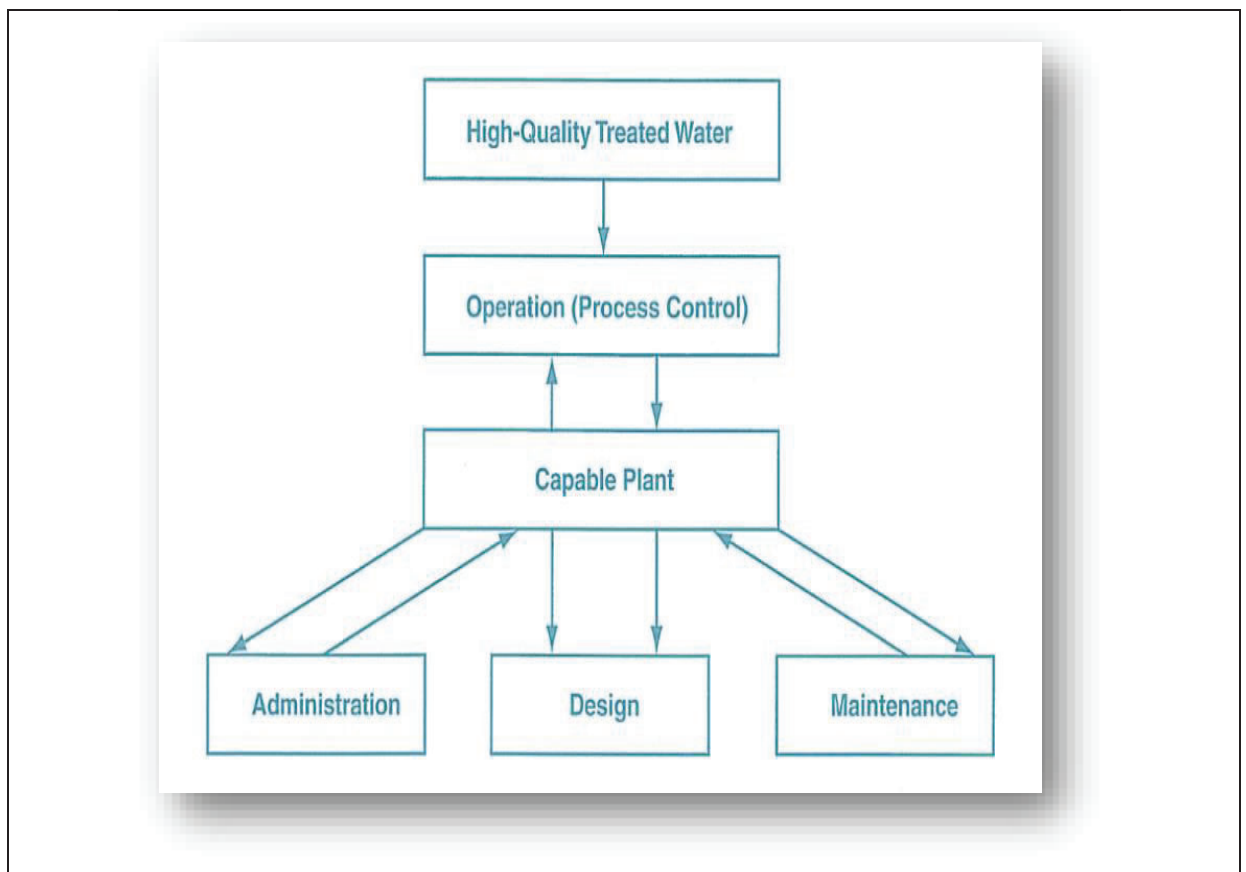 High-Quality Treated Water
Operation (Process Control)
Capable Plant
Administration
Design
Maintenance